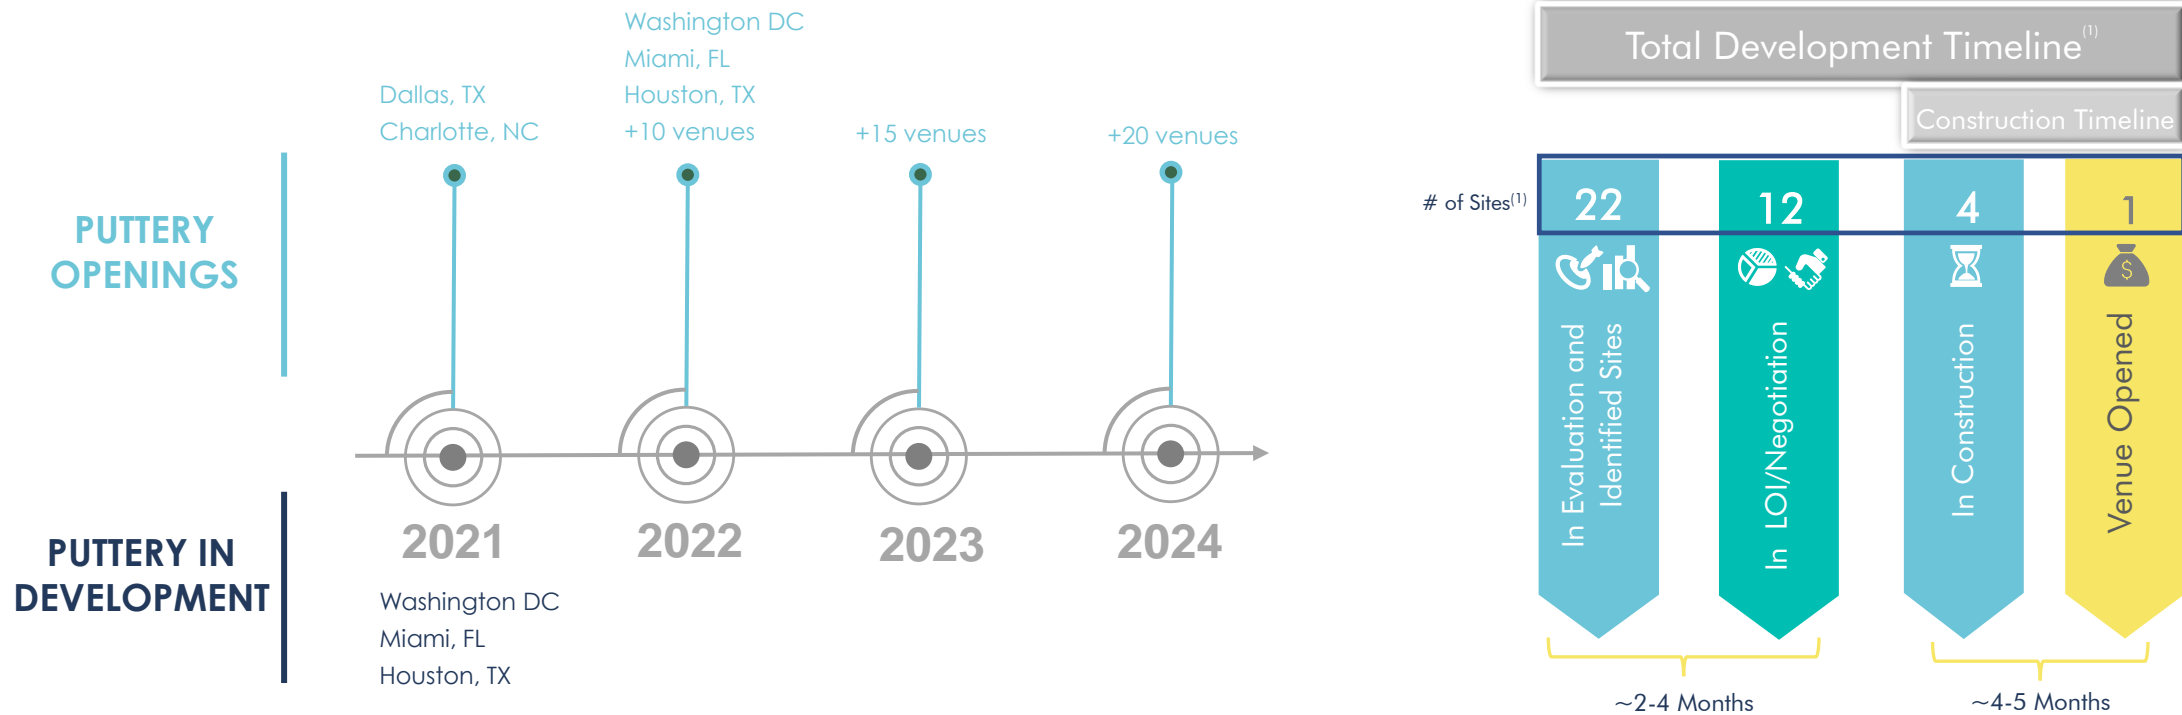 Washington DC
Miami, FL
Houston, TX
+10 venues
Dallas, TX
Charlotte, NC
+15 venues
+20 venues
PUTTERY
OPENINGS
2021
2022
2023
2024
PUTTERY IN
DEVELOPMENT
Washington DC
Miami, FL
Houston, TX
Total Development Timeline(1)
Construction Timeline
# of Sites(1)
22
12
4
1
$
In Evaluation and
Identified Sites
In LOI/Negotiation
In Construction
Venue Opened
~2-4 Months
~4-5 Months